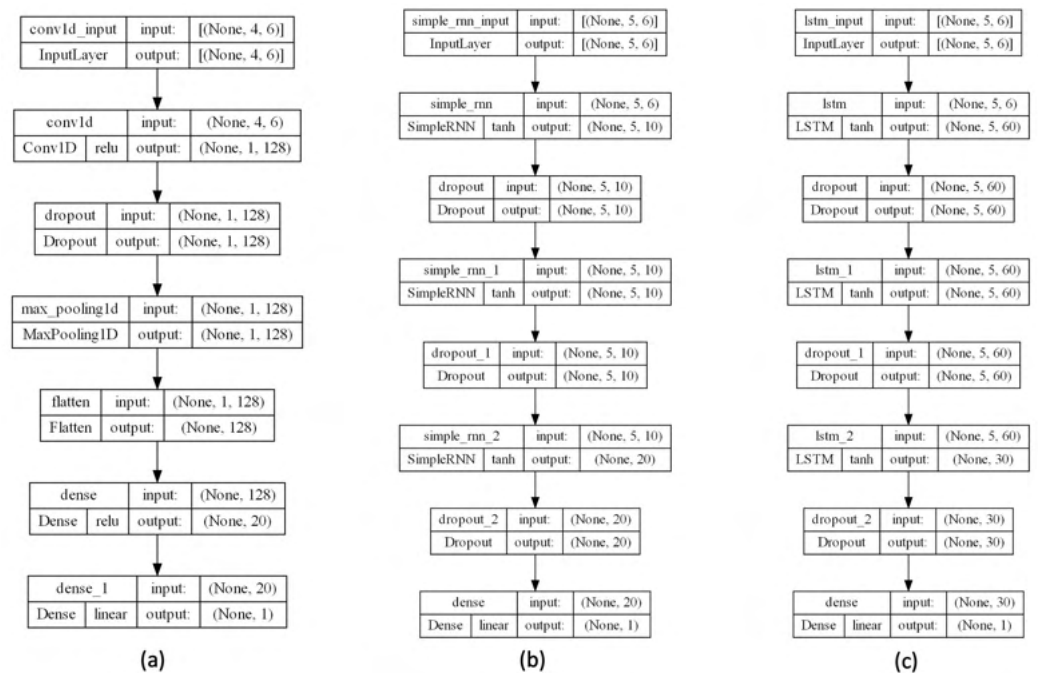 conv1d_input input: [(None, 4, 6)]
InputLayer output: [(None, 4, 6)]
conv1d input: (None, 4, 6)
Conv1D relu output: (None, 1, 128)
dropout input: (None, 1, 128)
Dropout output: (None, 1, 128)
max_pooling1d input: (None, 1, 128)
MaxPooling1D output: (None, 1, 128)
flatten input: (None, 1, 128)
Flatten output: (None, 128)
dense input: (None, 128)
Dense relu output: (None, 20)
dense_1 input: (None, 20)
Dense linear output: (None, 1)
(a)
simple_rnn_input input: [(None, 5, 6)]
InputLayer output: [(None, 5, 6)]
simple_rnn input: (None, 5, 6)
SimpleRNN tanh output: (None, 5, 10)
dropout input: (None, 5, 10)
Dropout output: (None, 5, 10)
simple_rnn_1 input: (None, 5, 10)
SimpleRNN tanh output: (None, 5, 10)
dropout_1 input: (None, 5, 10)
Dropout output: (None, 5, 10)
simple_rnn_2 input: (None, 5, 10)
SimpleRNN tanh output: (None, 20)
dropout_2 input: (None, 20)
Dropout output: (None, 20)
dense input: (None, 20)
Dense linear output: (None, 1)
(b)
lstm_input input: [(None, 5, 6)]
InputLayer output: [(None, 5, 6)]
lstm input: (None, 5, 6)
LSTM tanh output: (None, 5, 60)
dropout input: (None, 5, 60)
Dropout output: (None, 5, 60)
lstm_1 input: (None, 5, 60)
LSTM tanh output: (None, 5, 60)
dropout_1 input: (None, 5, 60)
Dropout output: (None, 5, 60)
lstm_2 input: (None, 5, 60)
LSTM tanh output: (None, 30)
dropout_2 input: (None, 30)
Dropout output: (None, 30)
dense input: (None, 30)
Dense linear output: (None, 1)
(c)